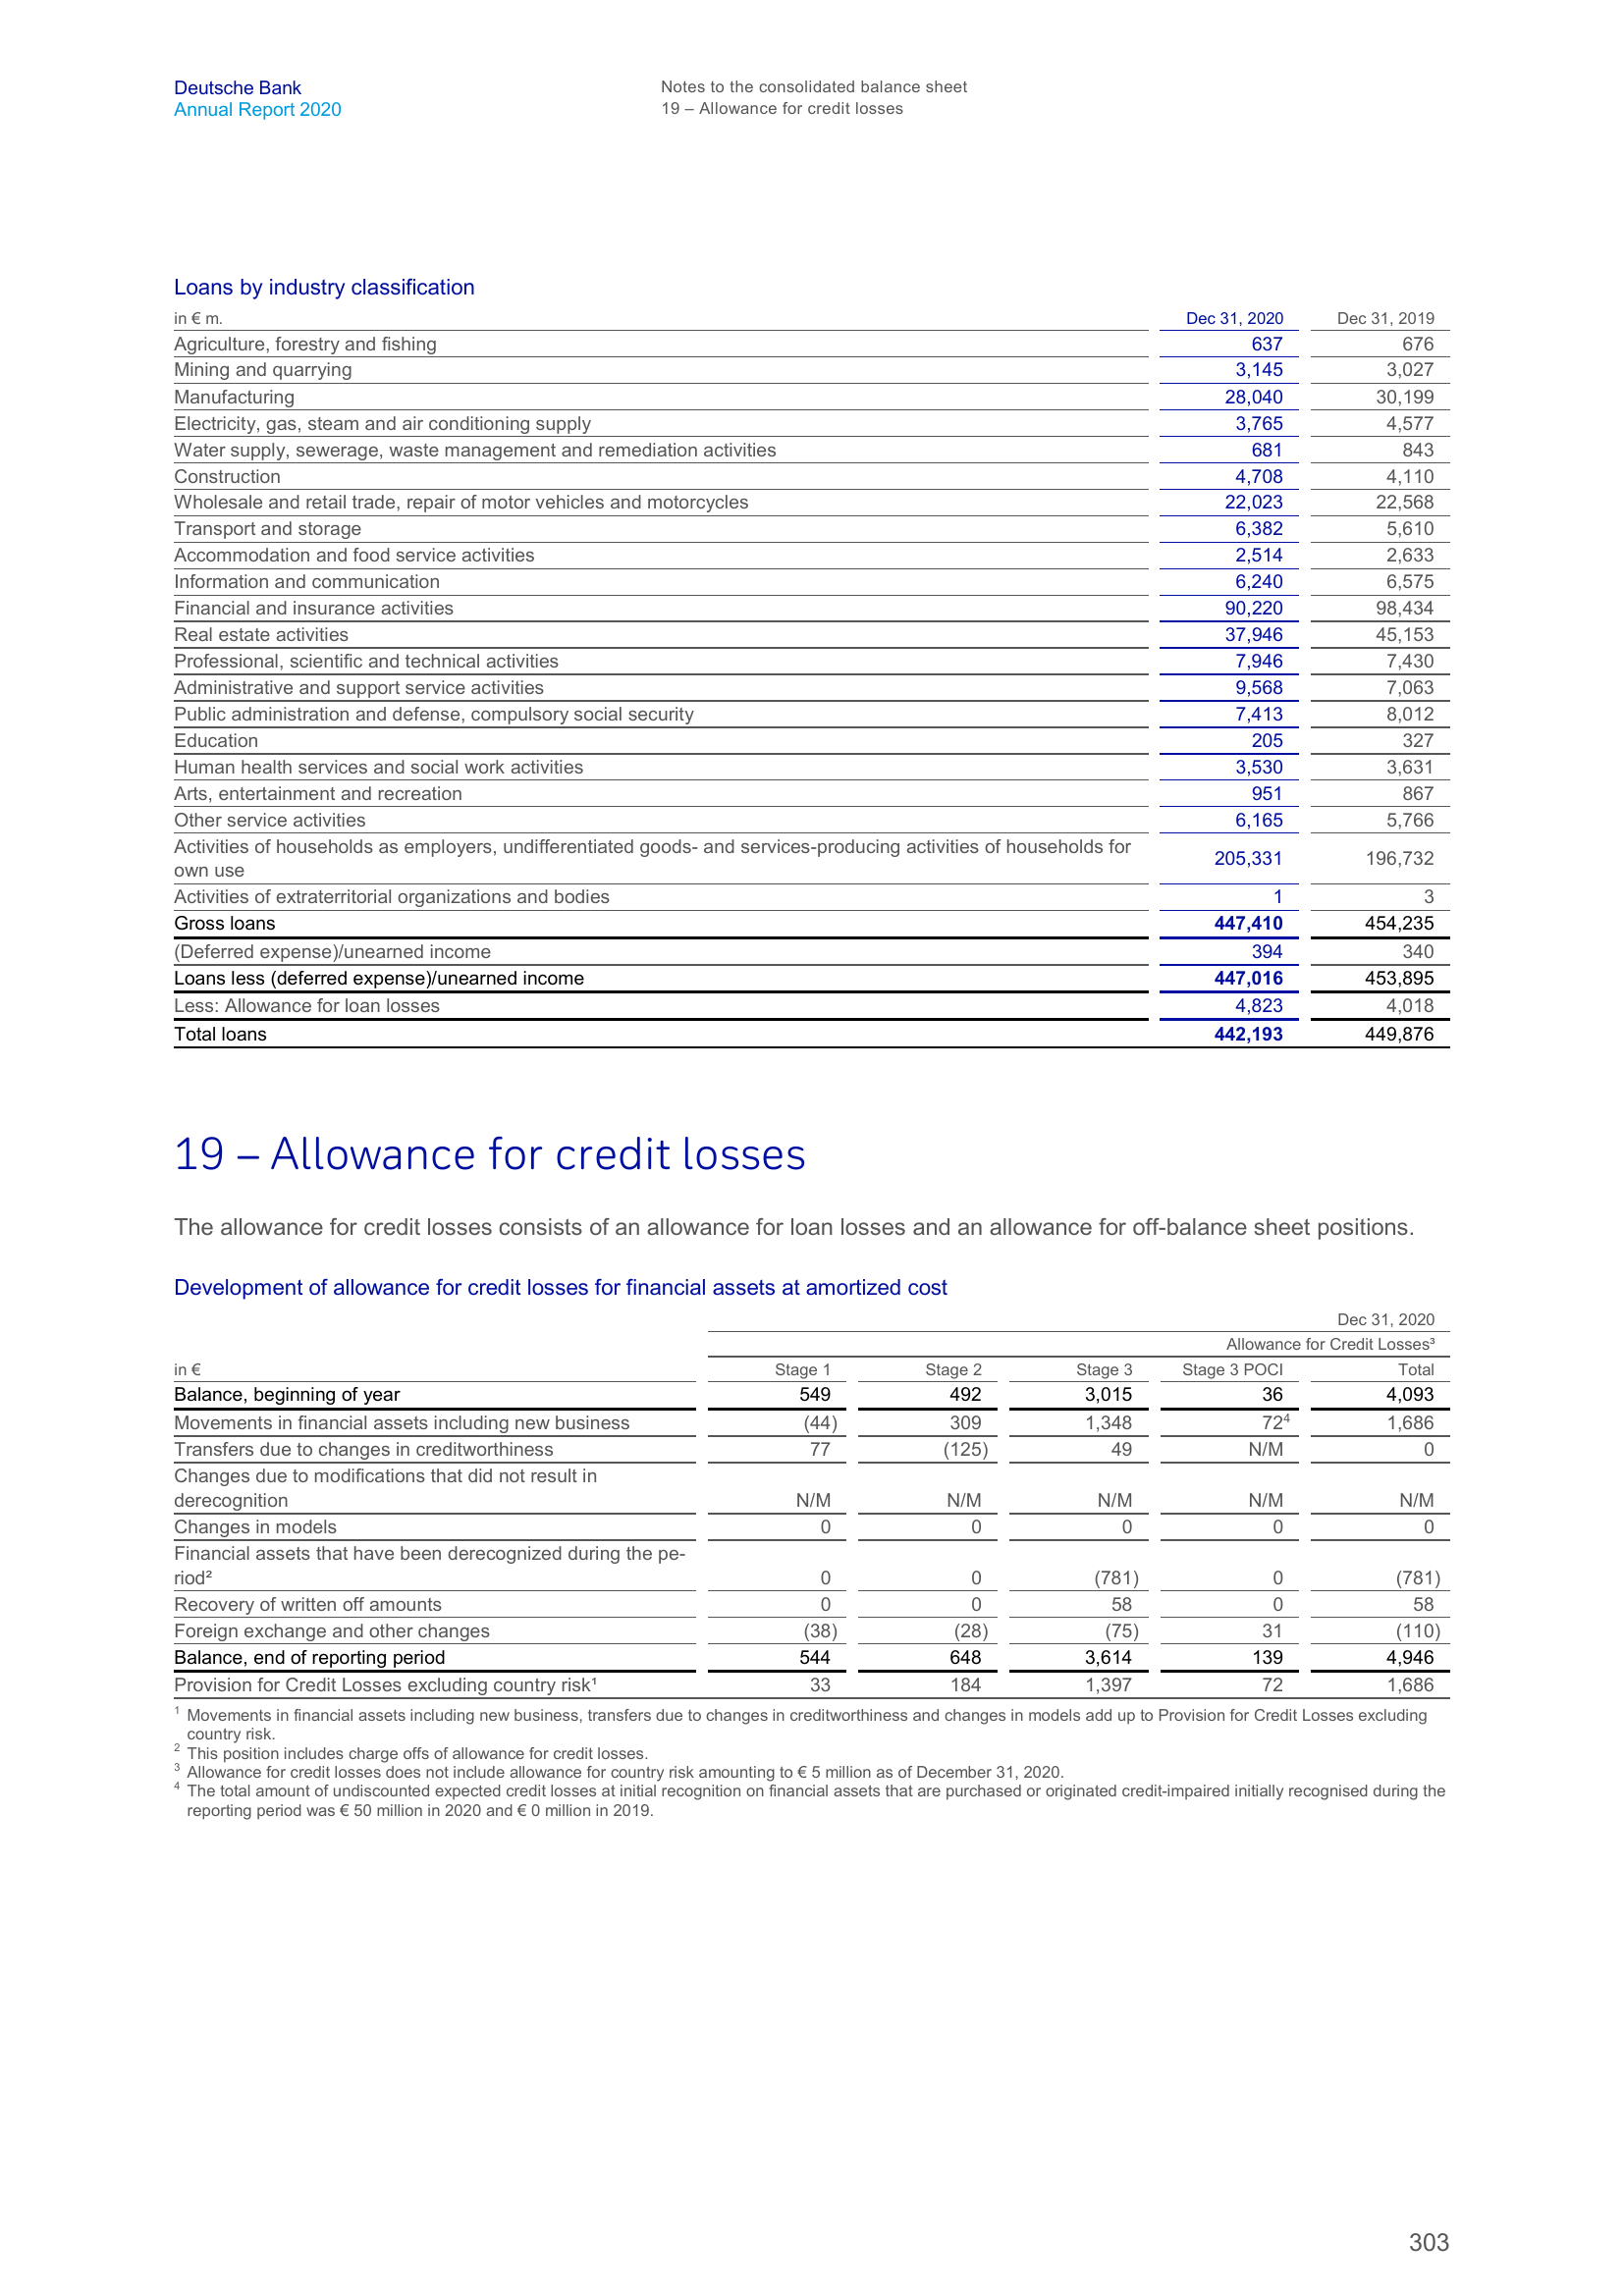 Deutsche Bank
Annual Report 2020
Notes to the consolidated balance sheet
19 – Allowance for credit losses
Loans by industry classification
in € m. Dec 31, 2020 Dec 31, 2019
Agriculture, forestry and fishing 637 676
Mining and quarrying 3,145 3,027
Manufacturing 28,040 30,199
Electricity, gas, steam and air conditioning supply 3,765 4,577
Water supply, sewerage, waste management and remediation activities 681 843
Construction 4,708 4,110
Wholesale and retail trade, repair of motor vehicles and motorcycles 22,023 22,568
Transport and storage 6,382 5,610
Accommodation and food service activities 2,514 2,633
Information and communication 6,240 6,575
Financial and insurance activities 90,220 98,434
Real estate activities 37,946 45,153
Professional, scientific and technical activities 7,946 7,430
Administrative and support service activities 9,568 7,063
Public administration and defense, compulsory social security 7,413 8,012
Education 205 327
Human health services and social work activities 3,530 3,631
Arts, entertainment and recreation 951 867
Other service activities 6,165 5,766
Activities of households as employers, undifferentiated goods- and services-producing activities of households for
own use 205,331 196,732
Activities of extraterritorial organizations and bodies 1 3
Gross loans 447,410 454,235
(Deferred expense)/unearned income 394 340
Loans less (deferred expense)/unearned income 447,016 453,895
Less: Allowance for loan losses 4,823 4,018
Total loans 442,193 449,876
19 – Allowance for credit losses
The allowance for credit losses consists of an allowance for loan losses and an allowance for off-balance sheet positions.
Development of allowance for credit losses for financial assets at amortized cost
Dec 31, 2020
Allowance for Credit Losses³
in € Stage 1 Stage 2 Stage 3 Stage 3 POCI Total
Balance, beginning of year 549 492 3,015 36 4,093
Movements in financial assets including new business (44) 309 1,348 72⁴ 1,686
Transfers due to changes in creditworthiness 77 (125) 49 N/M 0
Changes due to modifications that did not result in
derecognition N/M N/M N/M N/M N/M
Changes in models 0 0 0 0 0
Financial assets that have been derecognized during the pe-
riod² 0 0 (781) 0 (781)
Recovery of written off amounts 0 0 58 0 58
Foreign exchange and other changes (38) (28) (75) 31 (110)
Balance, end of reporting period 544 648 3,614 139 4,946
Provision for Credit Losses excluding country risk¹ 33 184 1,397 72 1,686
¹ Movements in financial assets including new business, transfers due to changes in creditworthiness and changes in models add up to Provision for Credit Losses excluding
country risk.
² This position includes charge offs of allowance for credit losses.
³ Allowance for credit losses does not include allowance for country risk amounting to € 5 million as of December 31, 2020.
⁴ The total amount of undiscounted expected credit losses at initial recognition on financial assets that are purchased or originated credit-impaired initially recognised during the
reporting period was € 50 million in 2020 and € 0 million in 2019.
303